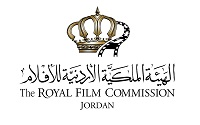 الهيئة الملكية الأردنية للأفلام
The ROYAL FILM COMMISSION
JORDAN